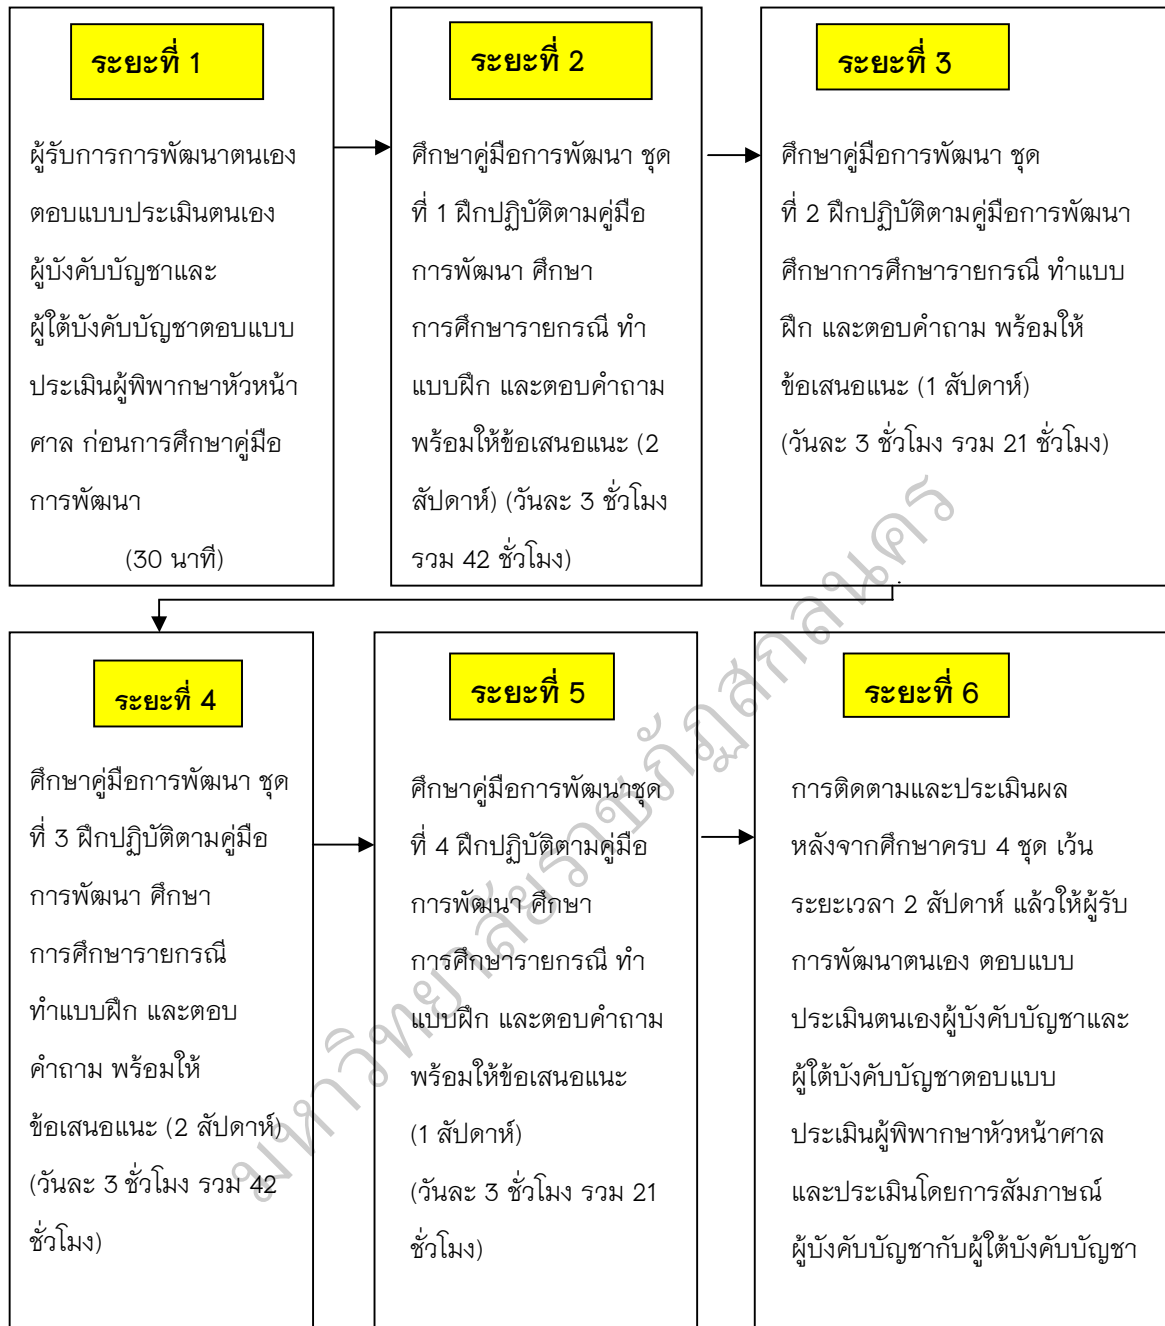 ระยะที่ 1
ผู้รับการการพัฒนาตนเอง
ตอบแบบประเมินตนเอง
ผู้บังคับบัญชาและ
ผู้ใต้บังคับบัญชาตอบแบบ
ประเมินผู้พิพากษาหัวหน้า
ศาล ก่อนการศึกษาคู่มือ
การพัฒนา
(30 นาที)
ระยะที่ 2
ศึกษาคู่มือการพัฒนา ชุด
ที่ 1 ฝึกปฏิบัติตามคู่มือ
การพัฒนา ศึกษา
การศึกษารายกรณี ทำ
แบบฝึก และตอบคำถาม
พร้อมให้ข้อเสนอแนะ (2
สัปดาห์) (วันละ 3 ชั่วโมง
รวม 42 ชั่วโมง)
ระยะที่ 3
ศึกษาคู่มือการพัฒนา ชุด
ที่ 2 ฝึกปฏิบัติตามคู่มือการพัฒนา
ศึกษาการศึกษารายกรณี ทำแบบ
ฝึก และตอบคำถาม พร้อมให้
ข้อเสนอแนะ (1 สัปดาห์)
(วันละ 3 ชั่วโมง รวม 21 ชั่วโมง)
ระยะที่ 4
ศึกษาคู่มือการพัฒนา ชุด
ที่ 3 ฝึกปฏิบัติตามคู่มือ
การพัฒนา ศึกษา
การศึกษารายกรณี
ทำแบบฝึก และตอบ
คำถาม พร้อมให้
ข้อเสนอแนะ (2 สัปดาห์)
(วันละ 3 ชั่วโมง รวม 42
ชั่วโมง)
ระยะที่ 5
ศึกษาคู่มือการพัฒนาชุด
ที่ 4 ฝึกปฏิบัติตามคู่มือ
การพัฒนา ศึกษา
การศึกษารายกรณี ทำ
แบบฝึก และตอบคำถาม
พร้อมให้ข้อเสนอแนะ
(1 สัปดาห์)
(วันละ 3 ชั่วโมง รวม 21
ชั่วโมง)
ระยะที่ 6
การติดตามและประเมินผล
หลังจากศึกษาครบ 4 ชุด เว้น
ระยะเวลา 2 สัปดาห์ แล้วให้ผู้รับ
การพัฒนาตนเอง ตอบแบบ
ประเมินตนเองผู้บังคับบัญชาและ
ผู้ใต้บังคับบัญชาตอบแบบ
ประเมินผู้พิพากษาหัวหน้าศาล
และประเมินโดยการสัมภาษณ์
ผู้บังคับบัญชากับผู้ใต้บังคับบัญชา
มหาวิทยาลัยราชภัฏสกลนคร